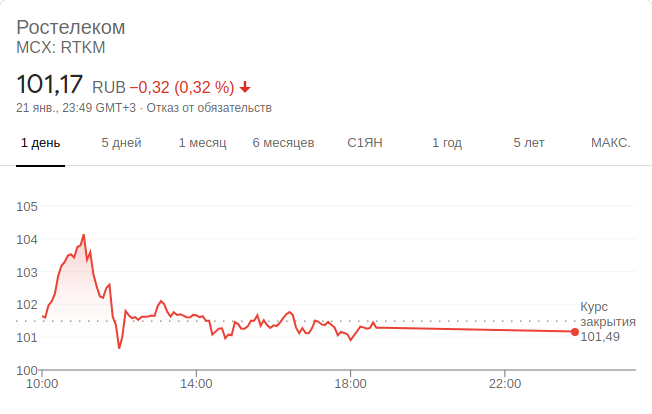 Ростелеком
MCX: RTKM
101,17 RUB −0,32 (0,32 %)
21 янв., 23:49 GMT+3 · Отказ от обязательств
1 день 5 дней 1 месяц 6 месяцев С1ЯН 1 год 5 лет МАКС.
105
104
103
102
101
100
Курс
закрытия
101,49
10:00 14:00 18:00 22:00